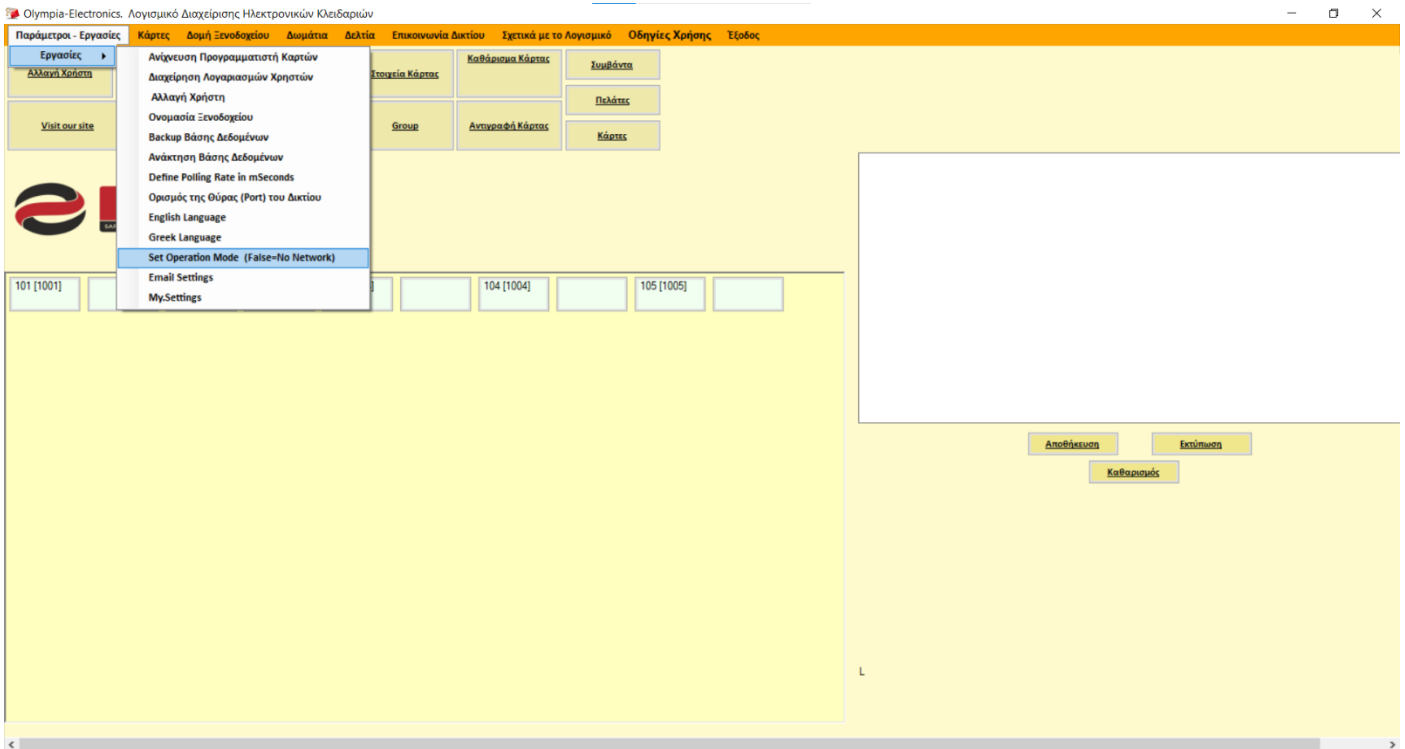 Olympia-Electronics. Λογισμικό Διαχείρισης Ηλεκτρονικών Κλειδαριών
Παράμετροι - Εργασίες Κάρτες Δομή Ξενοδοχείου Δωμάτια Δελτία Επικοινωνία Δικτίου Σχετικά με το Λογισμικό Οδηγίες Χρήσης Έξοδος
Εργασίες
Ανίχνευση Προγραμματιστή Καρτών
Διαχείρηση Λογαριασμών Χρηστών
Αλλαγή Χρήστη
Ονομασία Ξενοδοχείου
Backup Βάσης Δεδομένων
Ανάκτηση Βάσης Δεδομένων
Define Polling Rate in mSeconds
Ορισμός της Θύρας (Port) του Δικτίου
English Language
Greek Language
Set Operation Mode (False=No Network)
Email Settings
My.Settings
Αλλαγή Χρήστη
Στοιχεία Κάρτας
Καθάρισμα Κάρτας
Συμβάντα
Πελάτες
Visit our site
Group
Αντιγραφή Κάρτας
Κάρτες
101 [1001]
104 [1004]
105 [1005]
Αποθήκευση
Εκτύπωση
Καθαρισμός
L